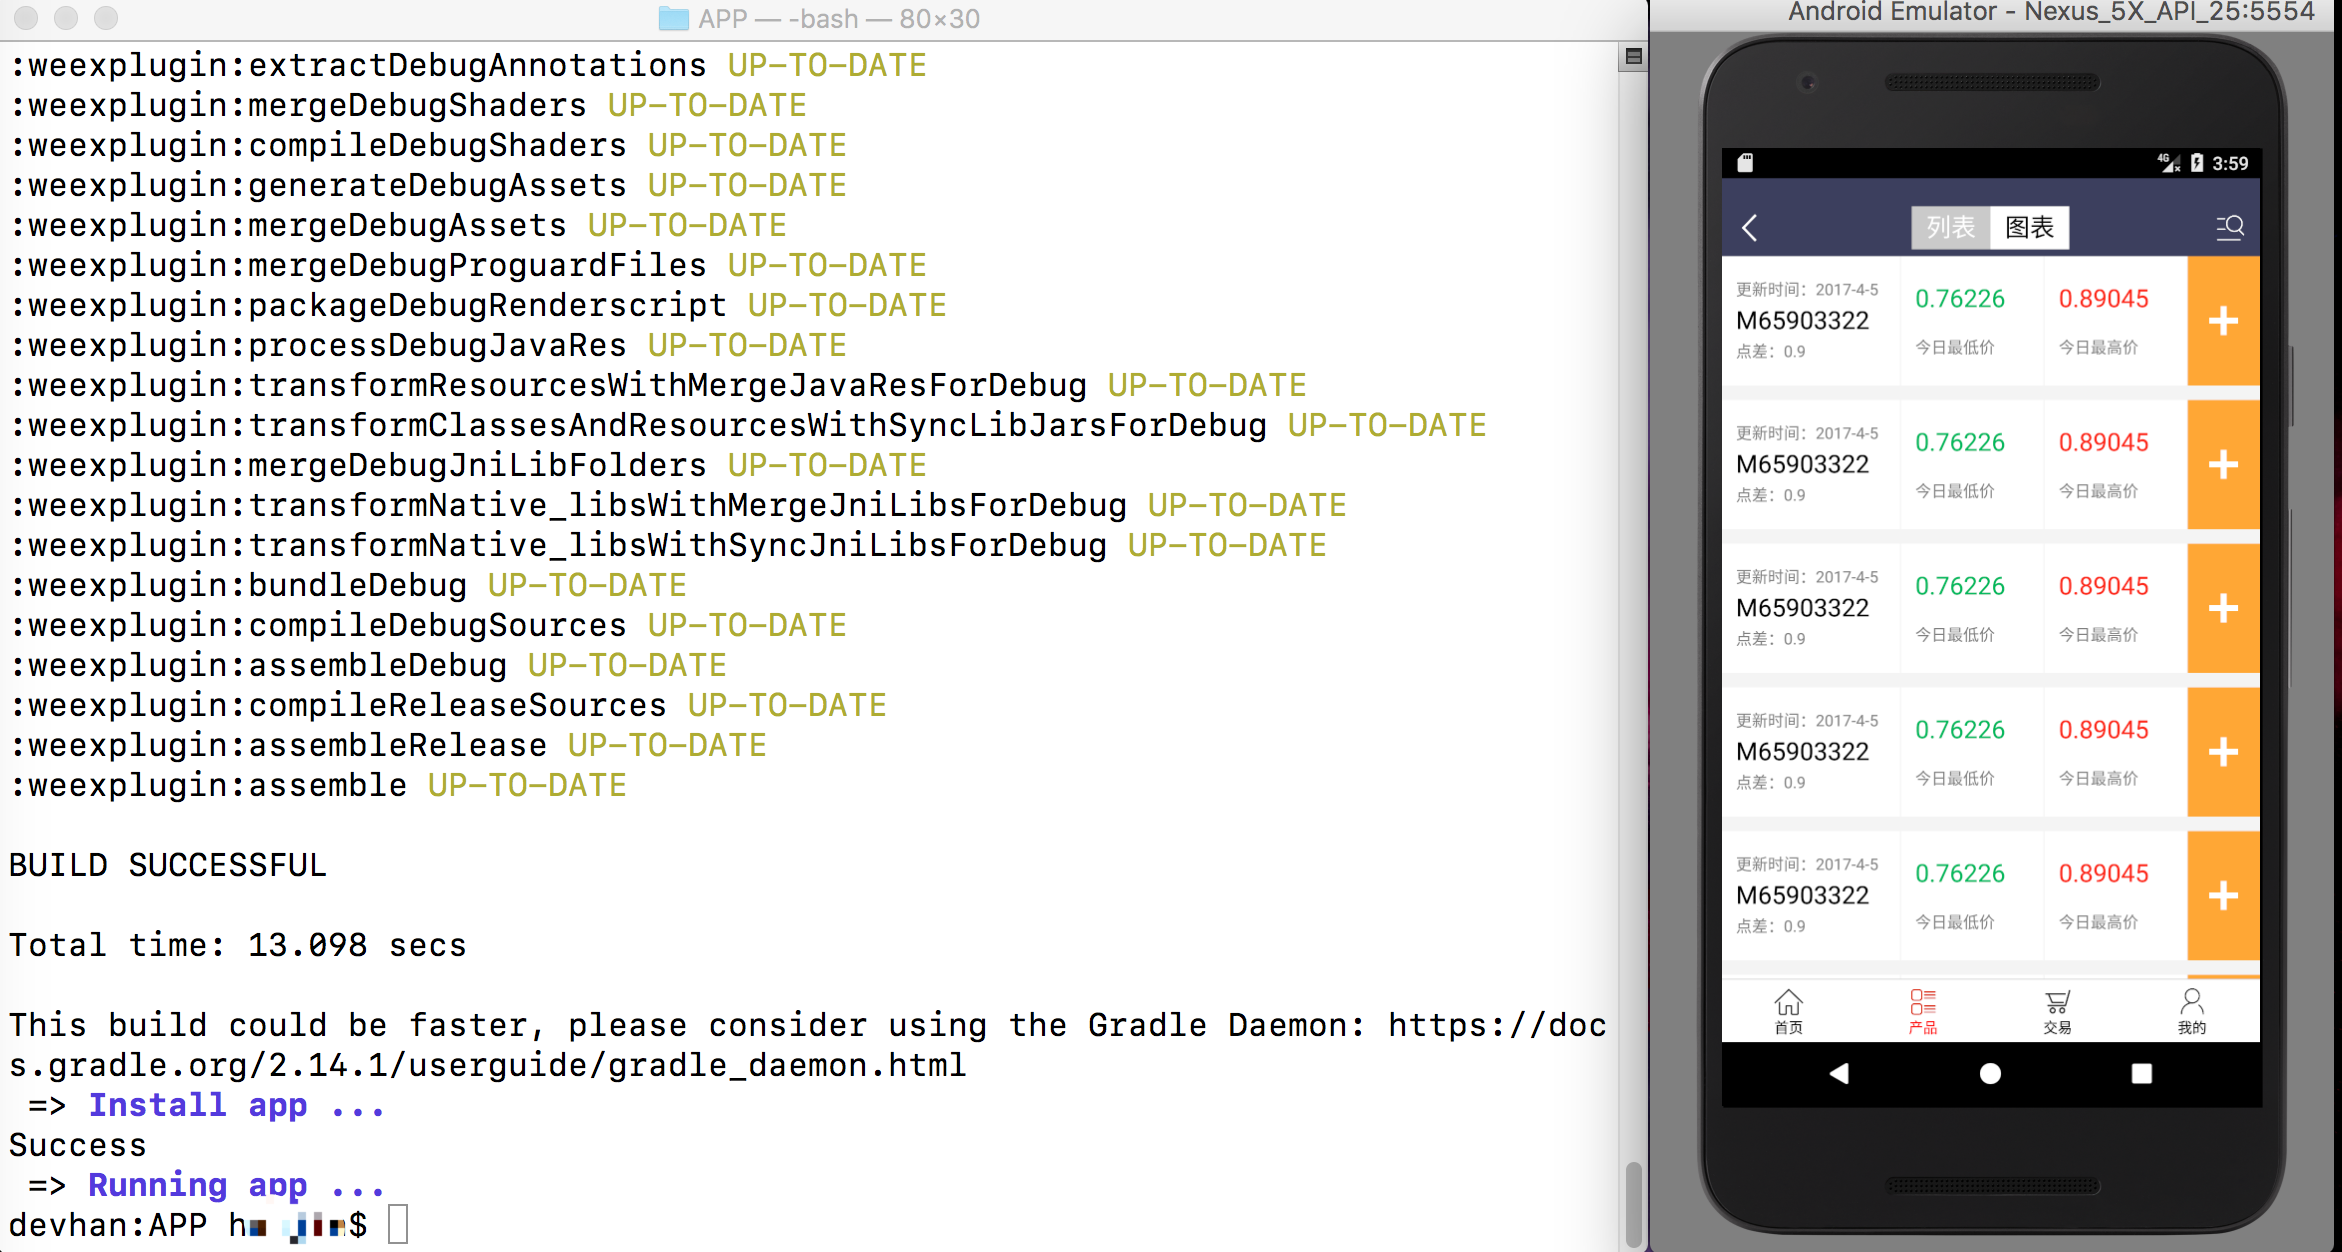 APP — -bash — 80×30
:weexplugin:extractDebugAnnotations UP-TO-DATE
:weexplugin:mergeDebugShaders UP-TO-DATE
:weexplugin:compileDebugShaders UP-TO-DATE
:weexplugin:generateDebugAssets UP-TO-DATE
:weexplugin:mergeDebugAssets UP-TO-DATE
:weexplugin:mergeDebugProguardFiles UP-TO-DATE
:weexplugin:packageDebugRenderscript UP-TO-DATE
:weexplugin:processDebugJavaRes UP-TO-DATE
:weexplugin:transformResourcesWithMergeJavaResForDebug UP-TO-DATE
:weexplugin:transformClassesAndResourcesWithSyncLibJarsForDebug UP-TO-DATE
:weexplugin:mergeDebugJniLibFolders UP-TO-DATE
:weexplugin:transformNative_libsWithMergeJniLibsForDebug UP-TO-DATE
:weexplugin:transformNative_libsWithSyncJniLibsForDebug UP-TO-DATE
:weexplugin:bundleDebug UP-TO-DATE
:weexplugin:compileDebugSources UP-TO-DATE
:weexplugin:assembleDebug UP-TO-DATE
:weexplugin:compileReleaseSources UP-TO-DATE
:weexplugin:assembleRelease UP-TO-DATE
:weexplugin:assemble UP-TO-DATE
BUILD SUCCESSFUL
Total time: 13.098 secs
This build could be faster, please consider using the Gradle Daemon: https://doc
s.gradle.org/2.14.1/userguide/gradle_daemon.html
=> Install app ...
Success
=> Running app ...
devhan:APP $
Android Emulator - Nexus_5X_API_25:5554
4G 3:59
列表 图表
更新时间：2017-4-5
M65903322
点差：0.9
0.76226
今日最低价
0.89045
今日最高价
+
更新时间：2017-4-5
M65903322
点差：0.9
0.76226
今日最低价
0.89045
今日最高价
+
更新时间：2017-4-5
M65903322
点差：0.9
0.76226
今日最低价
0.89045
今日最高价
+
更新时间：2017-4-5
M65903322
点差：0.9
0.76226
今日最低价
0.89045
今日最高价
+
更新时间：2017-4-5
M65903322
点差：0.9
0.76226
今日最低价
0.89045
今日最高价
+
首页 产品 交易 我的